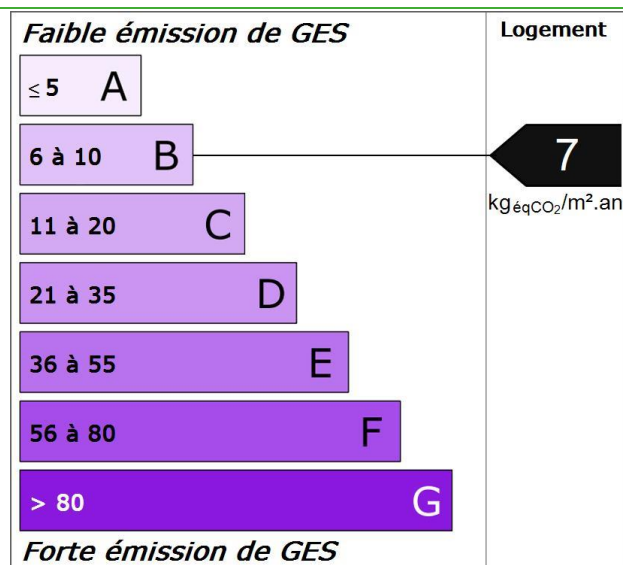 Faible émission de GES
Logement
≤ 5 A
6 à 10 B
7
kgéqCO₂/m².an
11 à 20 C
21 à 35 D
36 à 55 E
56 à 80 F
> 80 G
Forte émission de GES